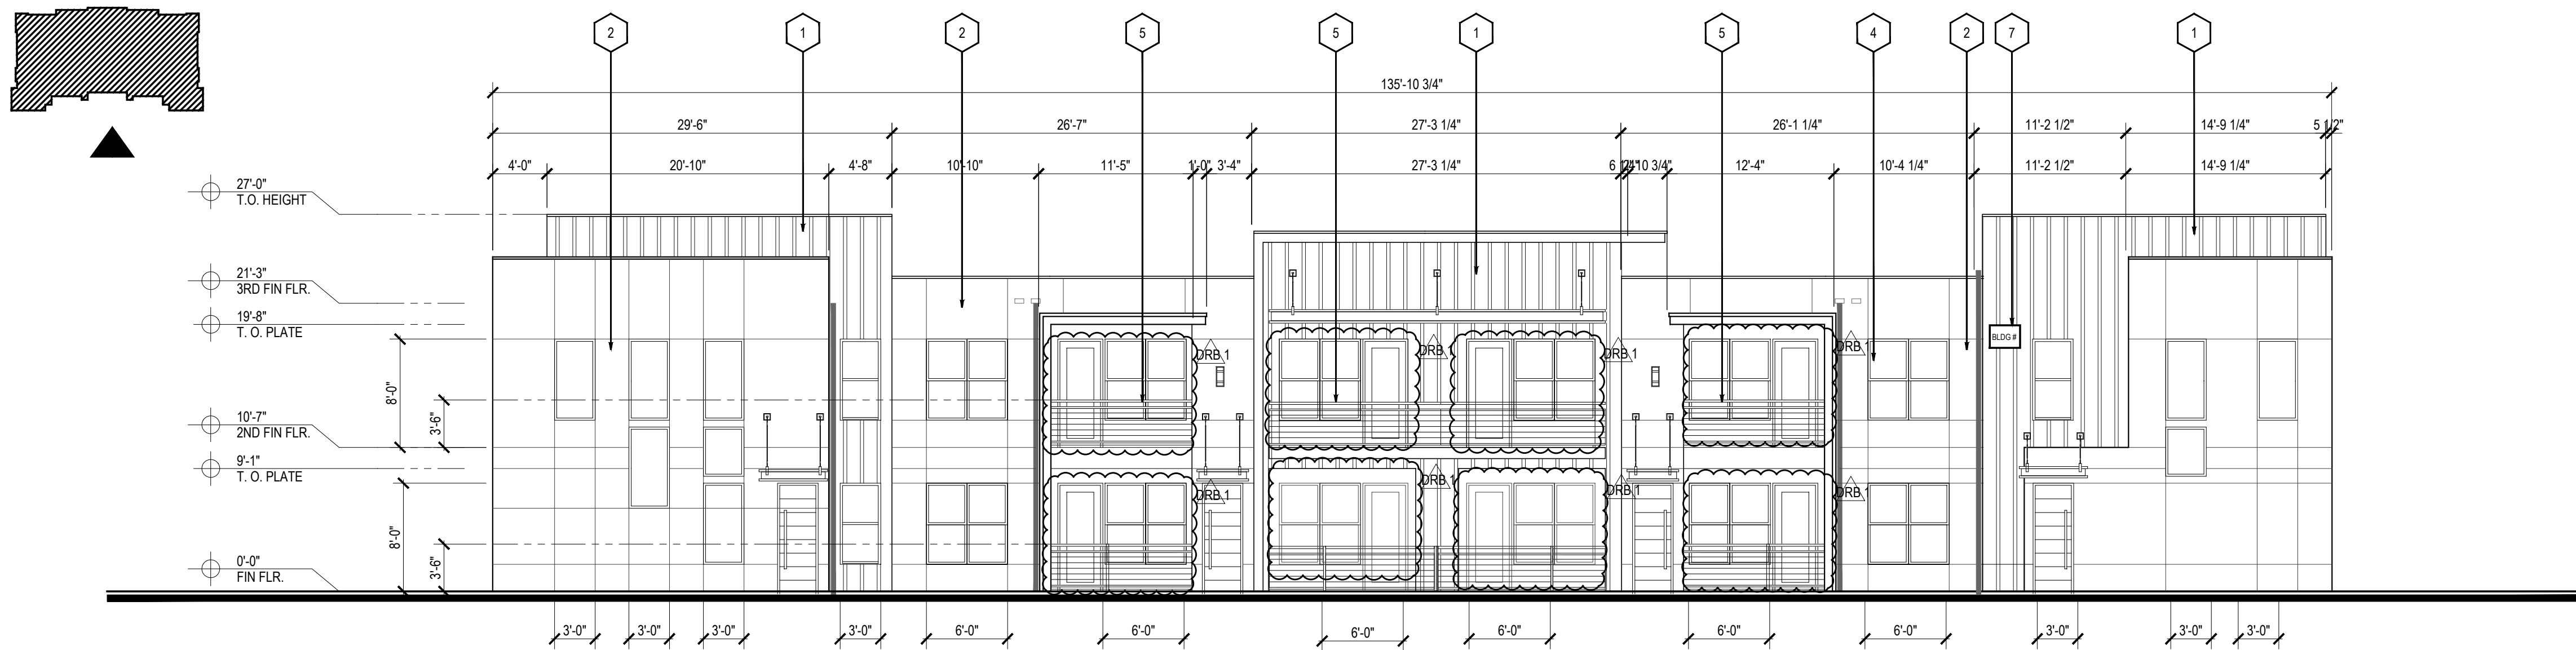 2 1 2 5 5 1 5 4 2 7 1
135'-10 3/4"
29'-6" 26'-7" 27'-3 1/4" 26'-1 1/4" 11'-2 1/2" 14'-9 1/4" 5 1/2"
4'-0" 20'-10" 4'-8" 10'-10" 11'-5" 1'-0" 3'-4" 27'-3 1/4" 6 1/4" 10 3/4" 12'-4" 10'-4 1/4" 11'-2 1/2" 14'-9 1/4"
27'-0"
T.O. HEIGHT
21'-3"
3RD FIN FLR.
19'-8"
T. O. PLATE
BLDG #
DRB 1 DRB 1 DRB 1 DRB 1
8'-0"
3'-6"
10'-7"
2ND FIN FLR.
9'-1"
T. O. PLATE
DRB 1 DRB 1 DRB 1 DRB 1
8'-0"
3'-6"
0'-0"
FIN FLR.
3'-0" 3'-0" 3'-0" 3'-0" 6'-0" 6'-0" 6'-0" 6'-0" 6'-0" 6'-0" 3'-0" 3'-0" 3'-0"